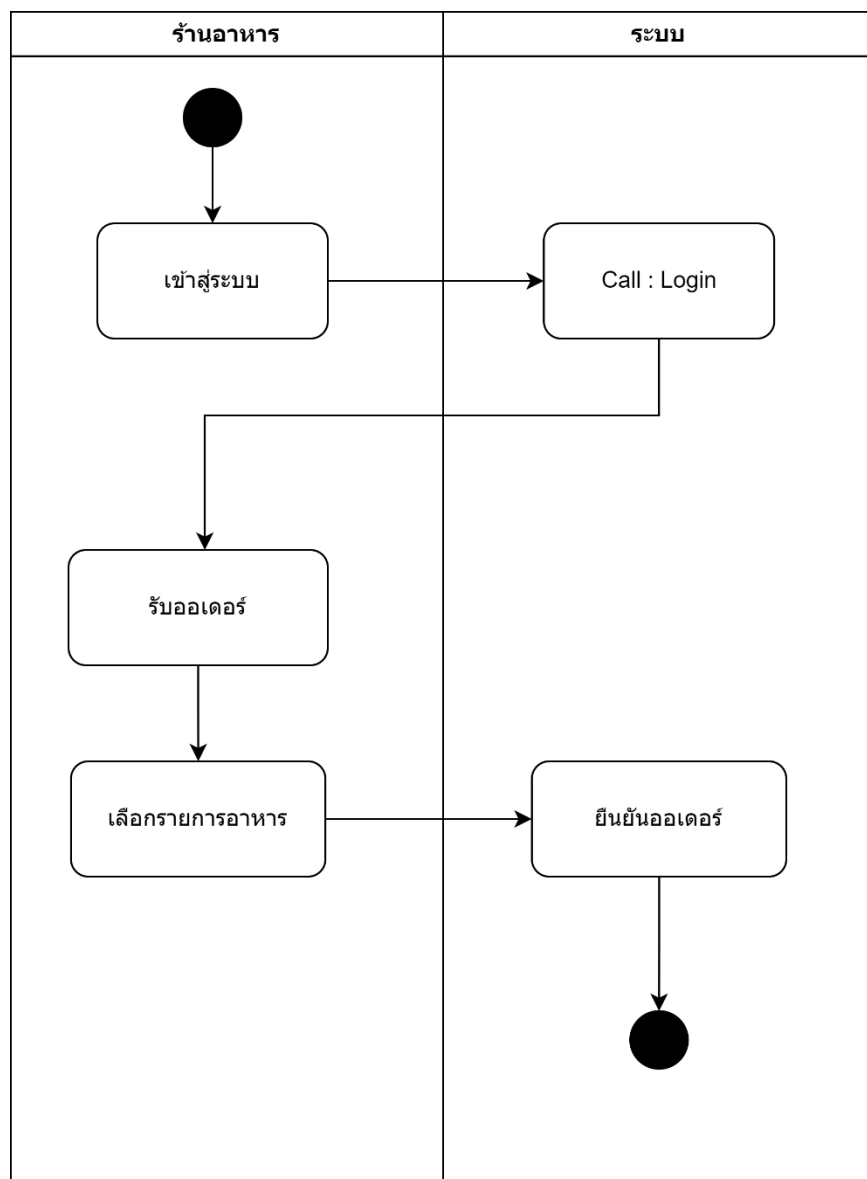 ร้านอาหาร
ระบบ
เข้าสู่ระบบ
Call : Login
รับออเดอร์
เลือกรายการอาหาร
ยืนยันออเดอร์